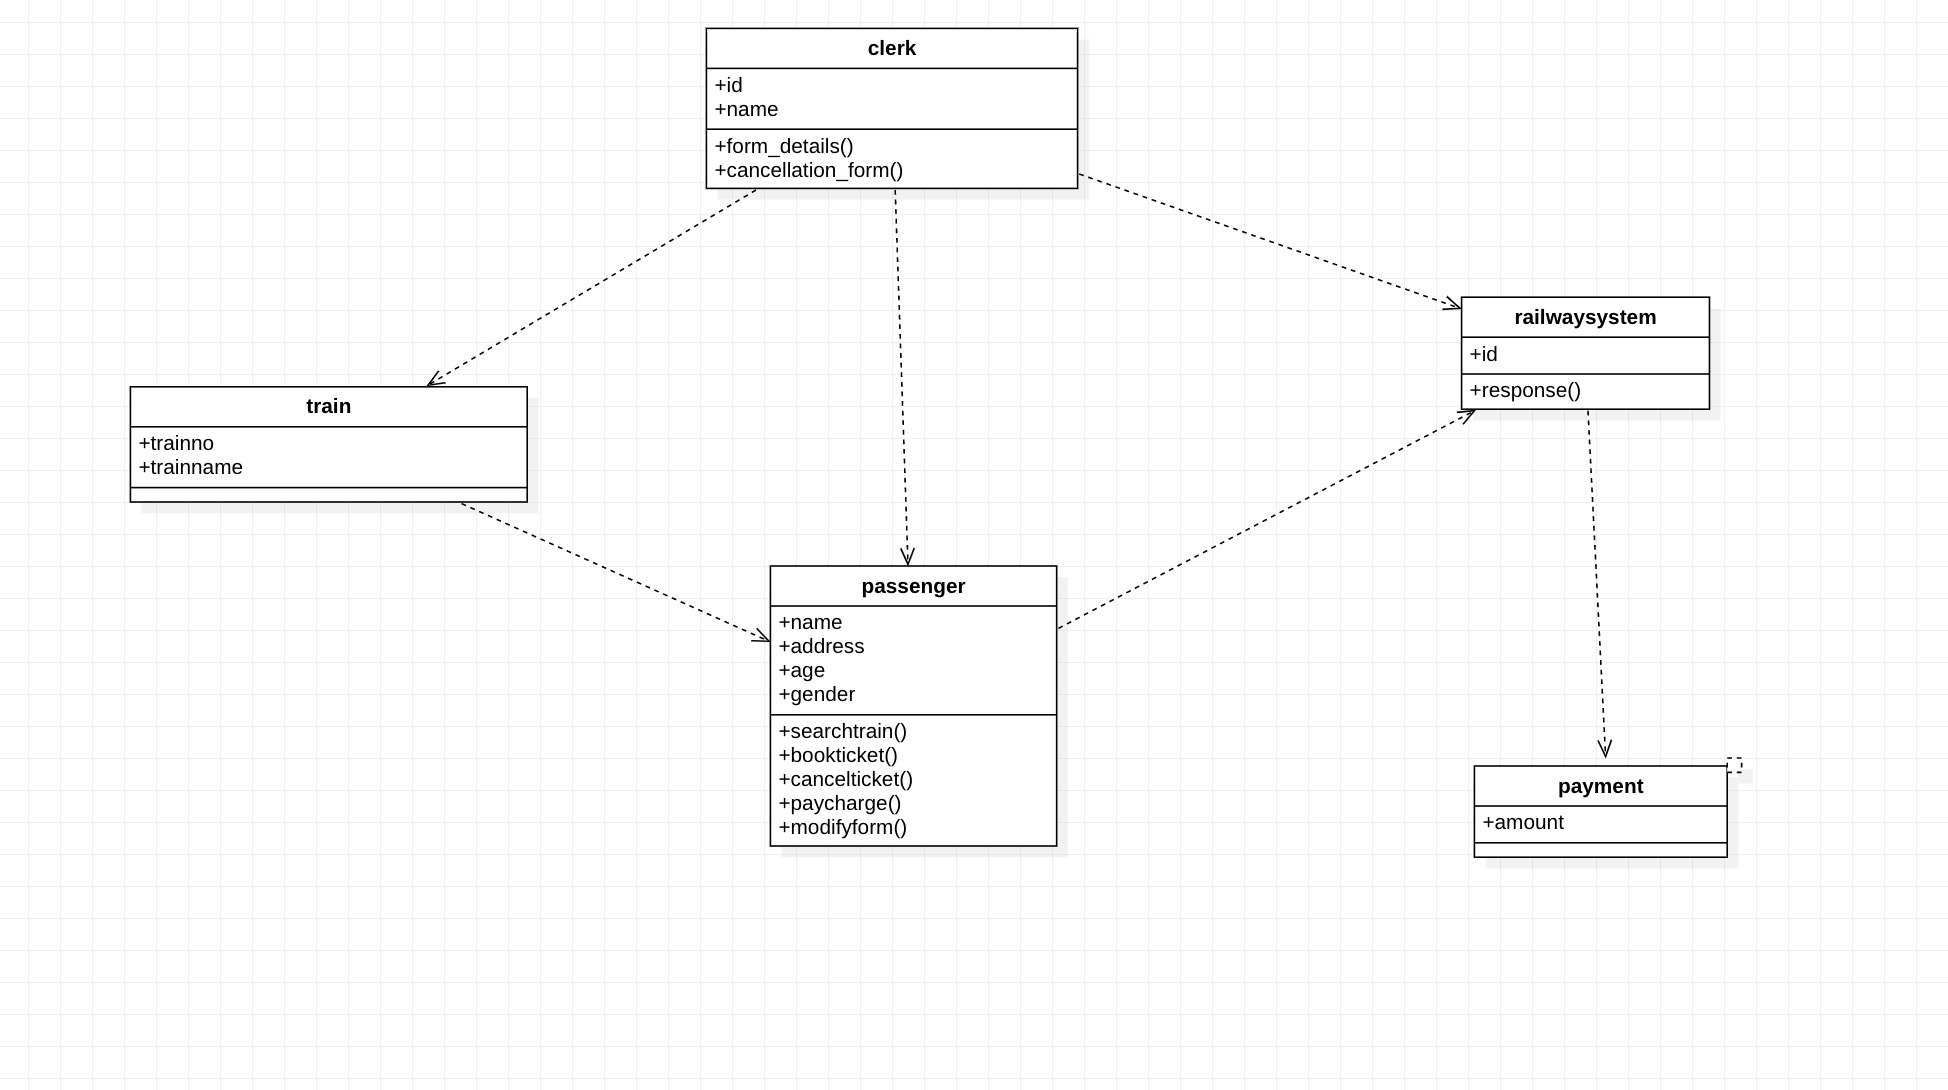 clerk
+id
+name
+form_details()
+cancellation_form()
railwaysystem
+id
+response()
train
+trainno
+trainname
passenger
+name
+address
+age
+gender
+searchtrain()
+bookticket()
+cancelticket()
+paycharge()
+modifyform()
payment
+amount